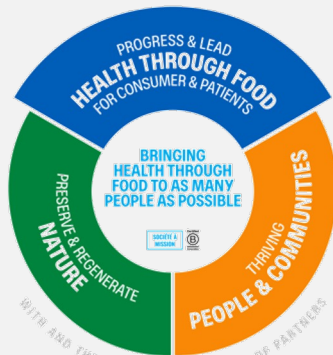 PROGRESS & LEAD
HEALTH THROUGH FOOD
FOR CONSUMER & PATIENTS
BRINGING
HEALTH THROUGH
FOOD TO AS MANY
PEOPLE AS POSSIBLE
SOCIÉTÉ À
MISSION
B
PRESERVE & REGENERATE
NATURE
THRIVING
PEOPLE & COMMUNITIES
WITH AND
PARTNERS